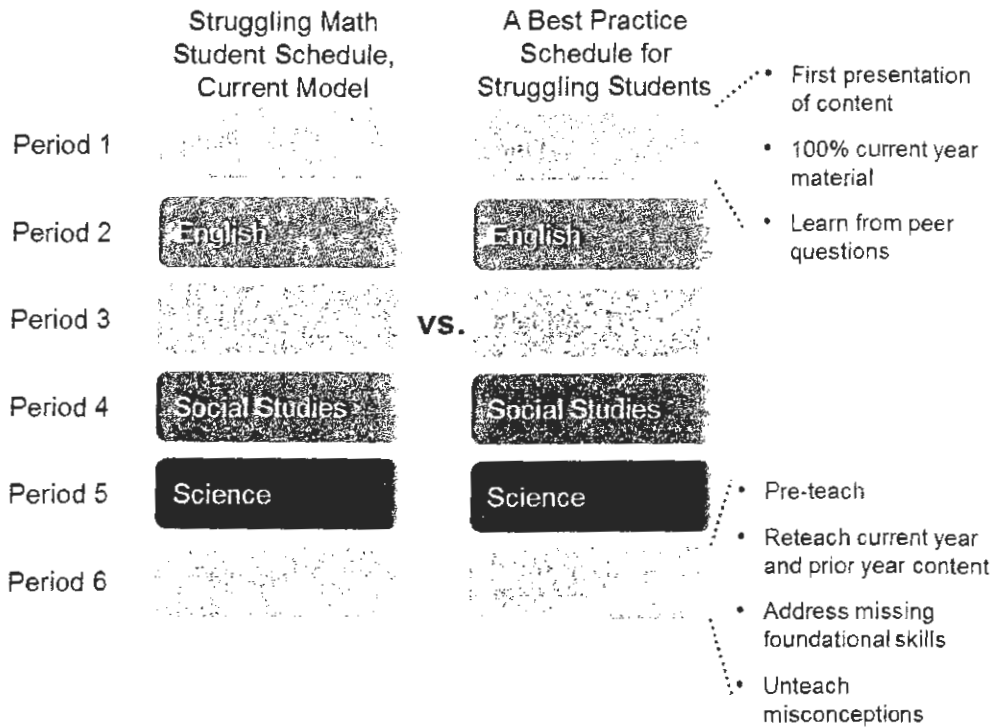 Struggling Math
Student Schedule,
Current Model
A Best Practice
Schedule for
Struggling Students
Period 1
• First presentation
of content
• 100% current year
material
• Learn from peer
questions
Period 2
English
English
Period 3
vs.
Period 4
Social Studies
Social Studies
Period 5
Science
Science
Period 6
• Pre-teach
• Reteach current year
and prior year content
• Address missing
foundational skills
• Unteach
misconceptions